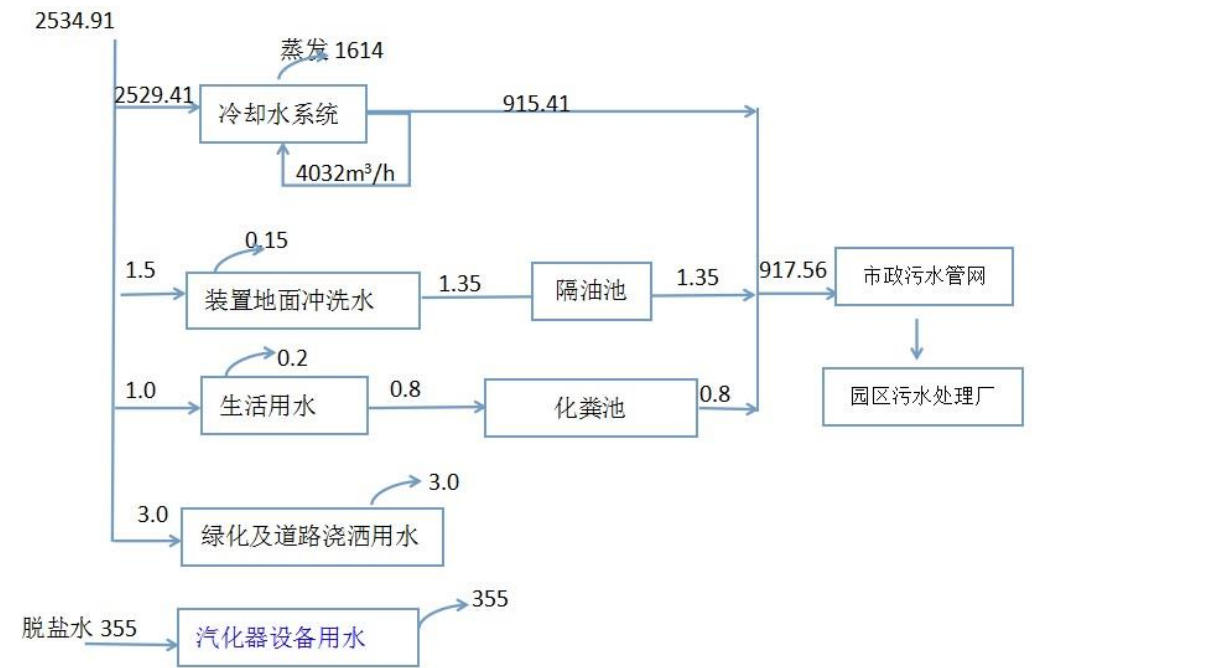 2534.91
蒸发 1614
2529.41
冷却水系统
915.41
4032m³/h
0.15
1.5
装置地面冲洗水
1.35
隔油池
1.35
917.56
市政污水管网
0.2
1.0
生活用水
0.8
化粪池
0.8
园区污水处理厂
3.0
3.0
绿化及道路浇洒用水
355
脱盐水 355
汽化器设备用水